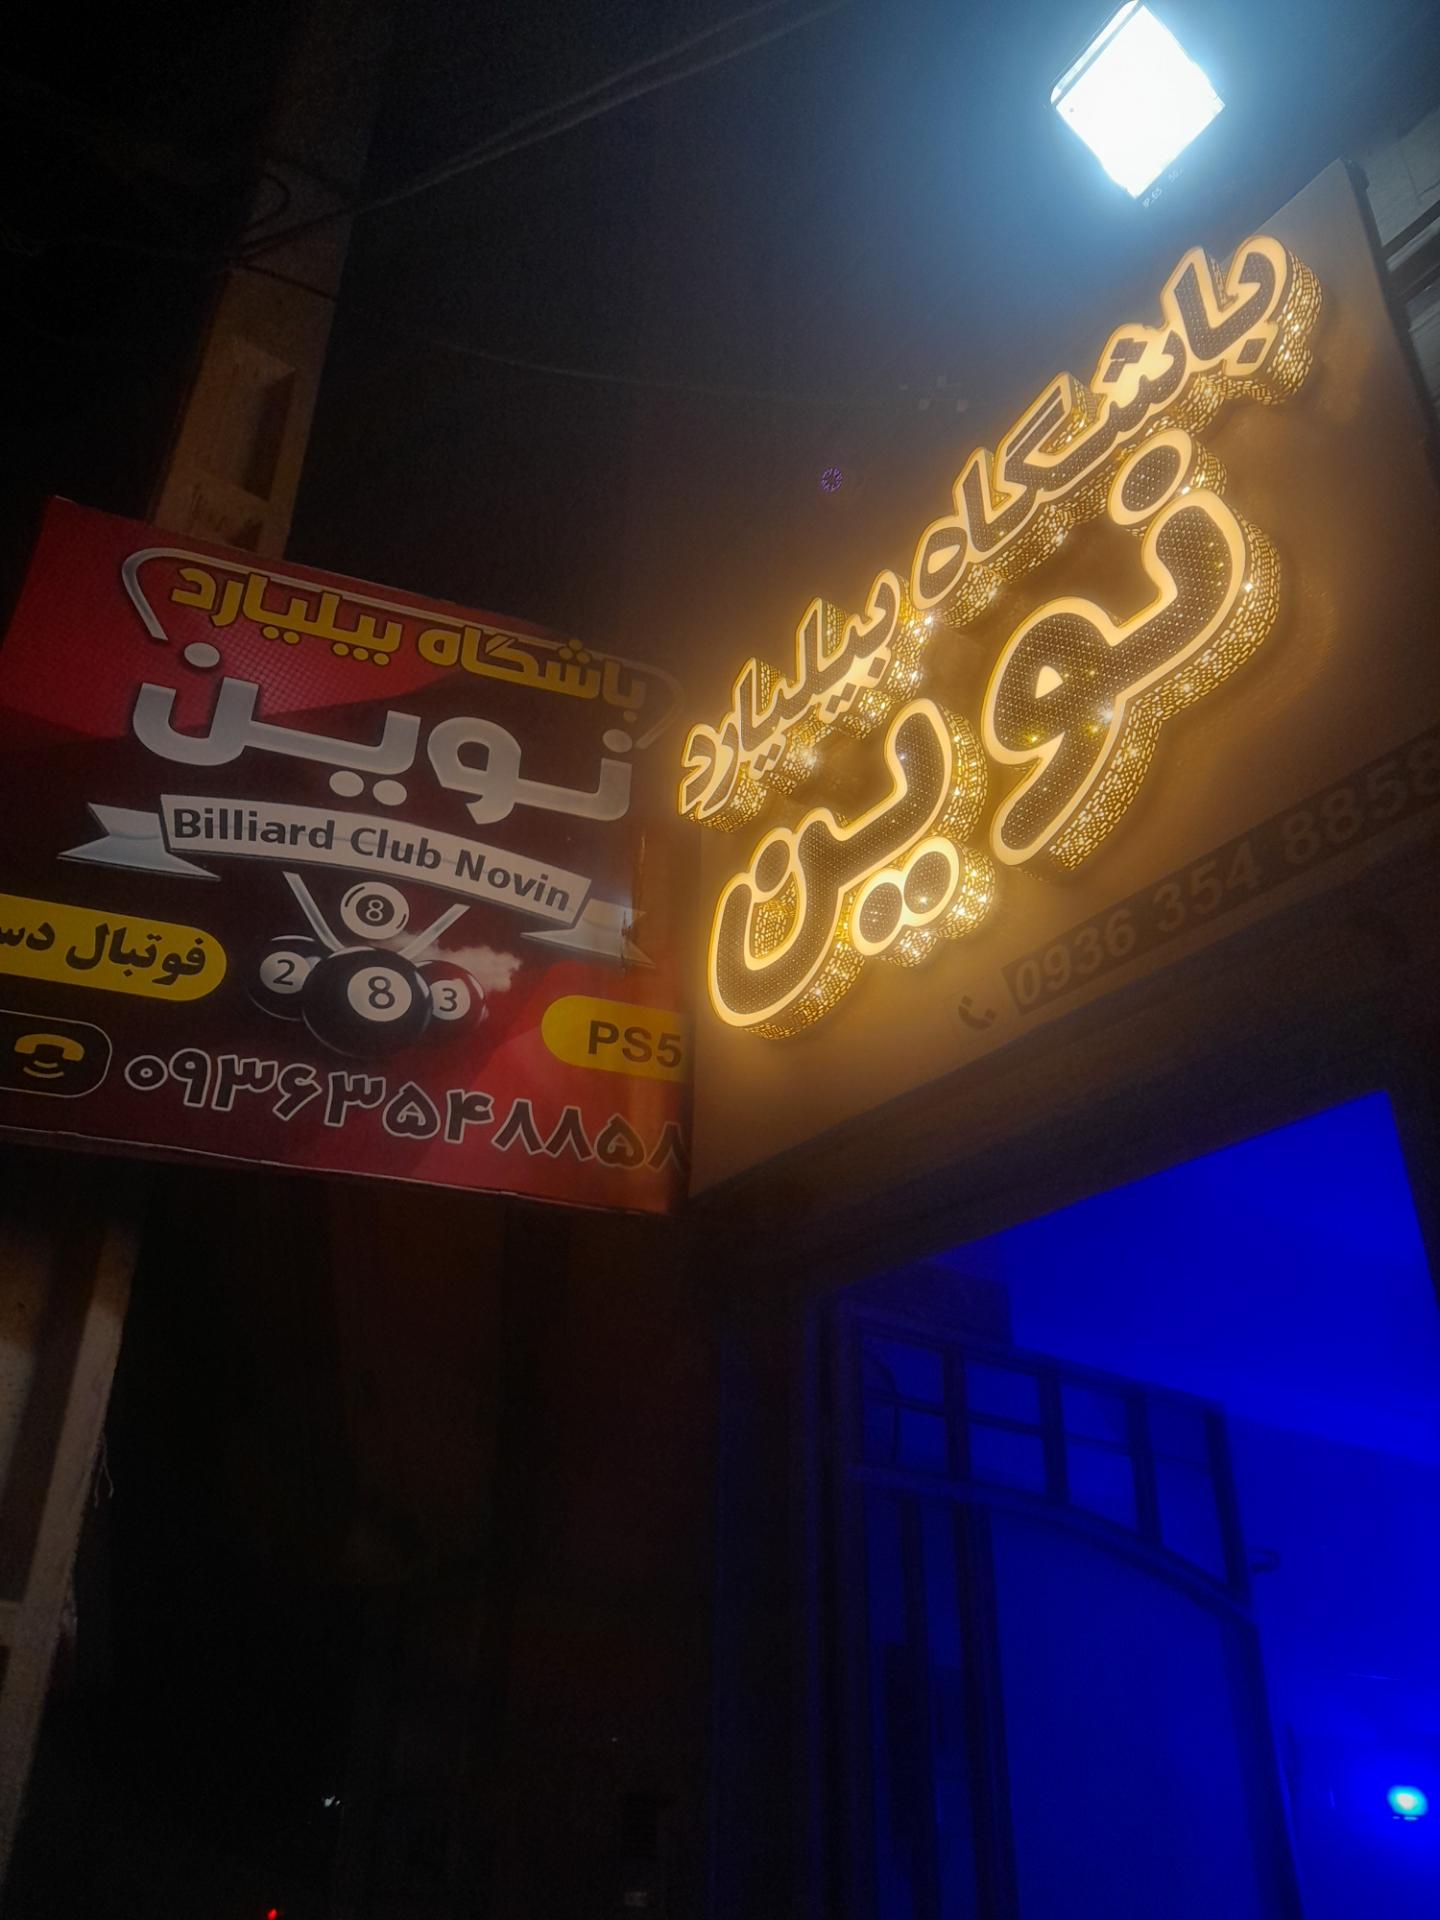 باشگاه بیلیارد
نوین
Billiard Club Novin
8
2
8
3
فوتبال
PS5
۰۹۳۶۳۵۴۸۸۵۸
باشگاه بیلیارد
نوین
0936 354 8858